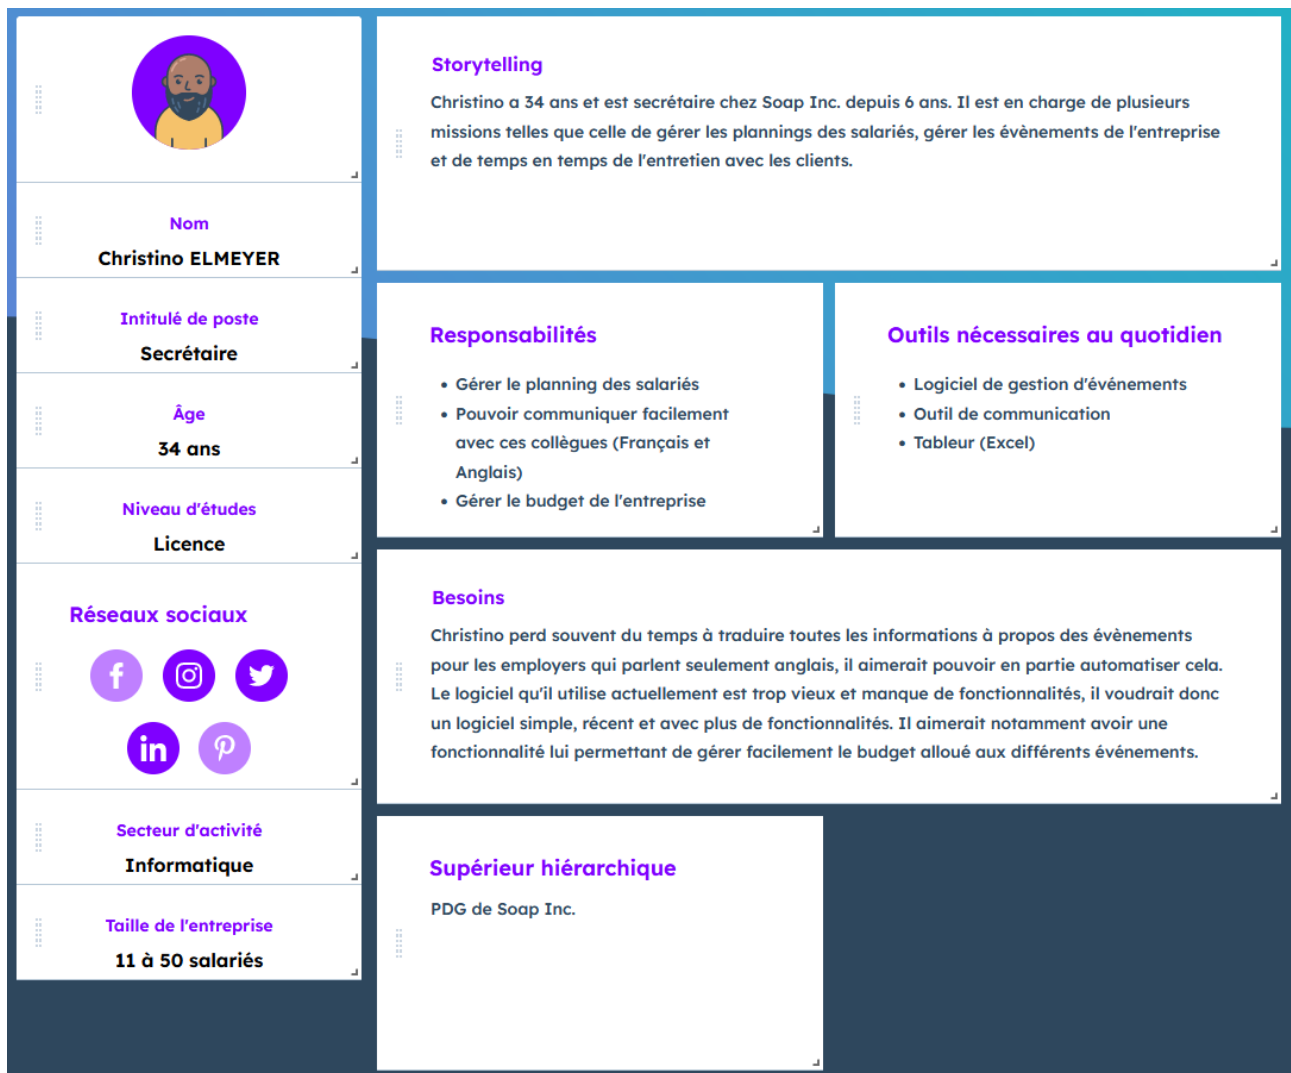 Nom
Christino ELMEYER
Intitulé de poste
Secrétaire
Âge
34 ans
Niveau d'études
Licence
Réseaux sociaux
Secteur d'activité
Informatique
Taille de l'entreprise
11 à 50 salariés
Storytelling
Christino a 34 ans et est secrétaire chez Soap Inc. depuis 6 ans. Il est en charge de plusieurs
missions telles que celle de gérer les plannings des salariés, gérer les évènements de l'entreprise
et de temps en temps de l'entretien avec les clients.
Responsabilités
• Gérer le planning des salariés
• Pouvoir communiquer facilement
avec ces collègues (Français et
Anglais)
• Gérer le budget de l'entreprise
Outils nécessaires au quotidien
• Logiciel de gestion d'événements
• Outil de communication
• Tableur (Excel)
Besoins
Christino perd souvent du temps à traduire toutes les informations à propos des évènements
pour les employers qui parlent seulement anglais, il aimerait pouvoir en partie automatiser cela.
Le logiciel qu'il utilise actuellement est trop vieux et manque de fonctionnalités, il voudrait donc
un logiciel simple, récent et avec plus de fonctionnalités. Il aimerait notamment avoir une
fonctionnalité lui permettant de gérer facilement le budget alloué aux différents événements.
Supérieur hiérarchique
PDG de Soap Inc.